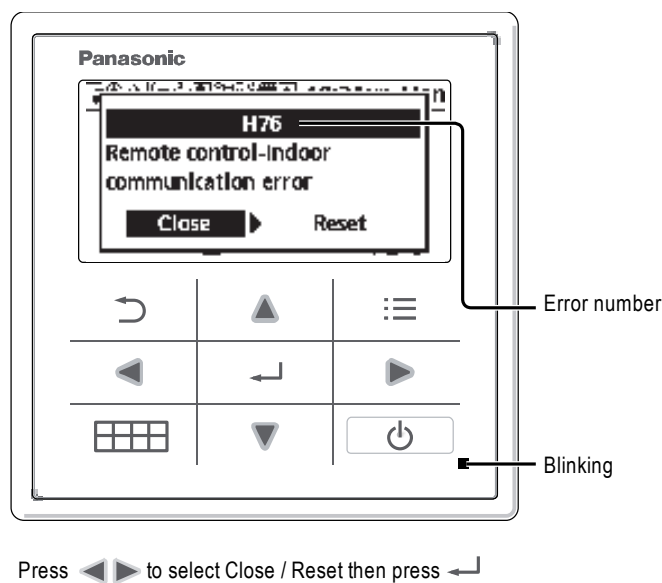 Panasonic
H76
Remote control-Indoor
communication error
Close Reset
Error number
Blinking
Press to select Close / Reset then press